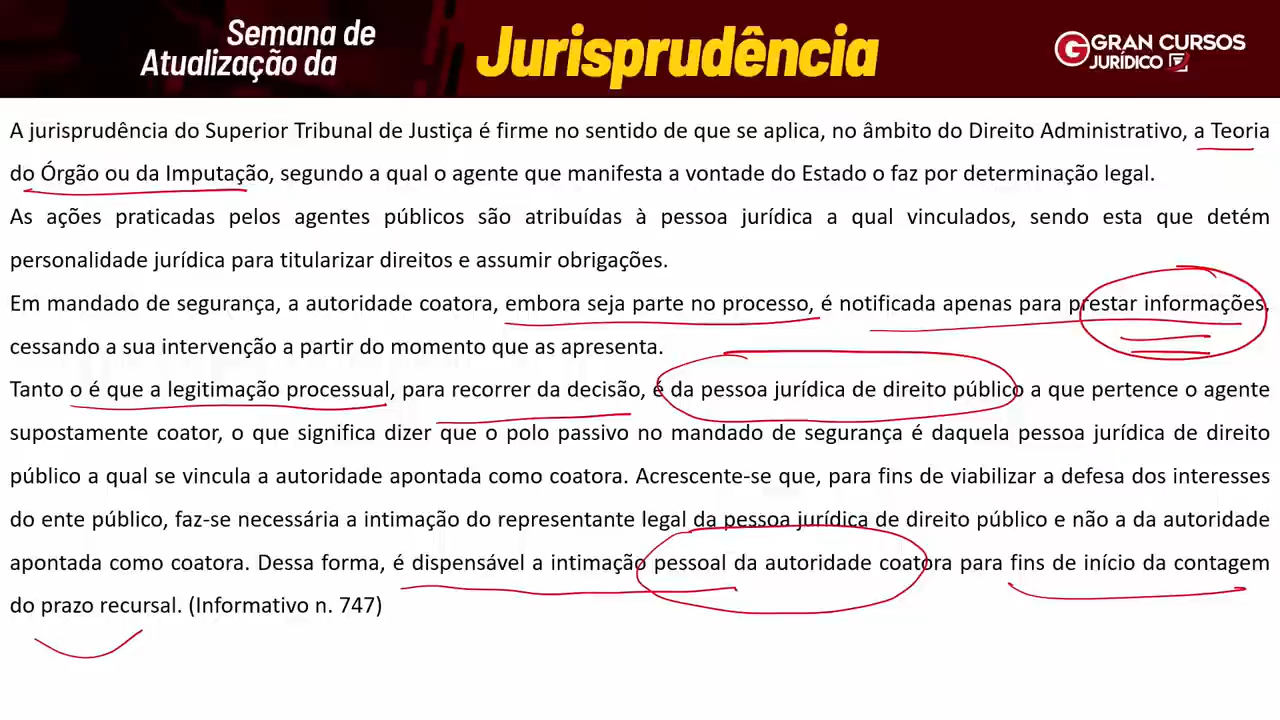 Semana de
Atualização da
Jurisprudência
GRAN CURSOS
JURÍDICO
A jurisprudência do Superior Tribunal de Justiça é firme no sentido de que se aplica, no âmbito do Direito Administrativo, a Teoria
do Órgão ou da Imputação, segundo a qual o agente que manifesta a vontade do Estado o faz por determinação legal.
As ações praticadas pelos agentes públicos são atribuídas à pessoa jurídica a qual vinculados, sendo esta que detém
personalidade jurídica para titularizar direitos e assumir obrigações.
Em mandado de segurança, a autoridade coatora, embora seja parte no processo, é notificada apenas para prestar informações,
cessando a sua intervenção a partir do momento que as apresenta.
Tanto o é que a legitimação processual, para recorrer da decisão, é da pessoa jurídica de direito público a que pertence o agente
supostamente coator, o que significa dizer que o polo passivo no mandado de segurança é daquela pessoa jurídica de direito
público a qual se vincula a autoridade apontada como coatora. Acrescente-se que, para fins de viabilizar a defesa dos interesses
do ente público, faz-se necessária a intimação do representante legal da pessoa jurídica de direito público e não a da autoridade
apontada como coatora. Dessa forma, é dispensável a intimação pessoal da autoridade coatora para fins de início da contagem
do prazo recursal. (Informativo n. 747)